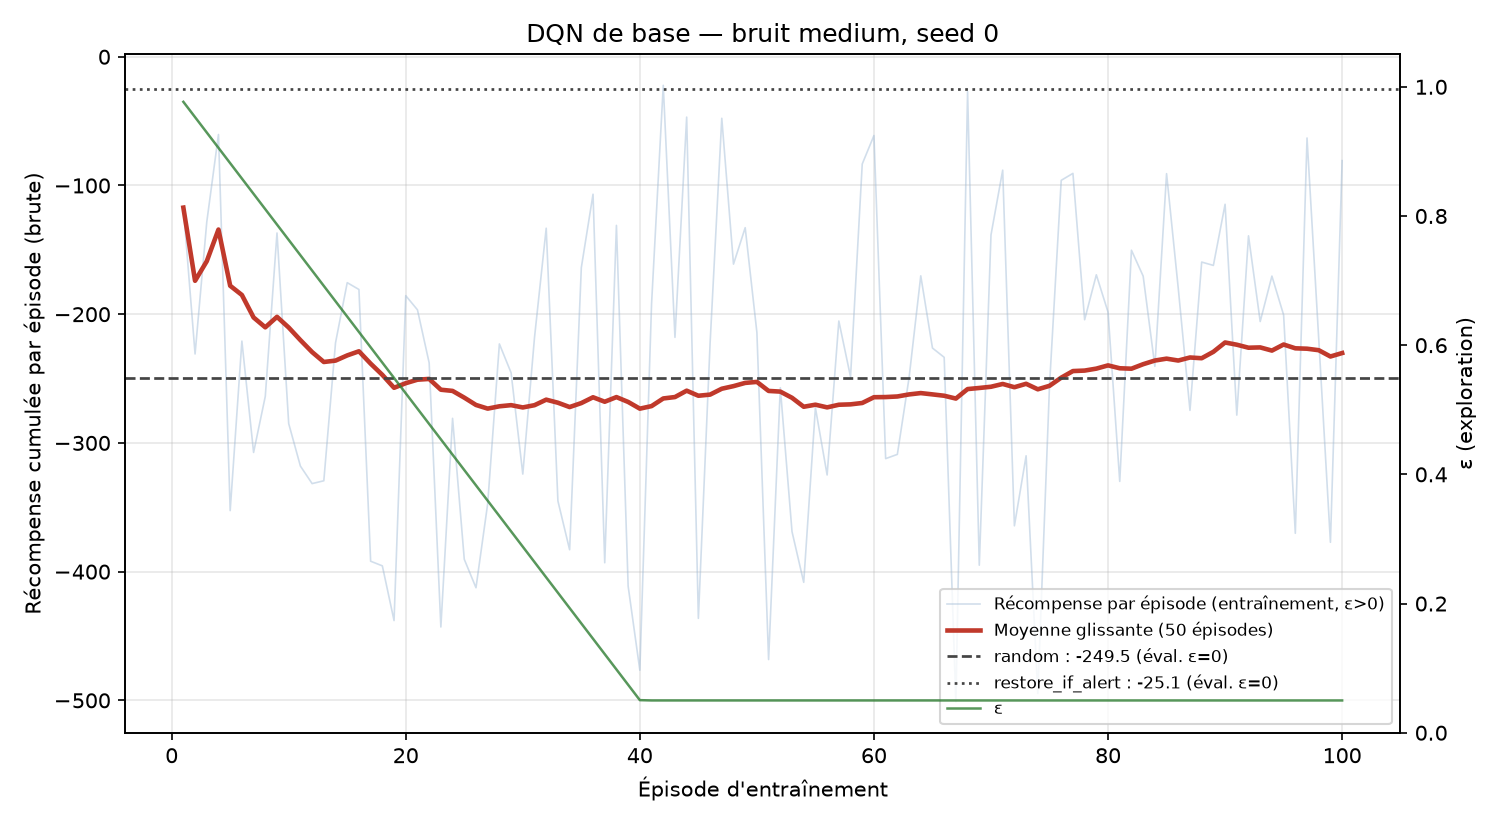 DQN de base — bruit medium, seed 0
Récompense cumulée par épisode (brute)
0
−100
−200
−300
−400
−500
0
20
40
60
80
100
Épisode d'entraînement
1.0
0.8
0.6
0.4
0.2
0.0
ε (exploration)
Récompense par épisode (entraînement, ε>0)
Moyenne glissante (50 épisodes)
random : -249.5 (éval. ε=0)
restore_if_alert : -25.1 (éval. ε=0)
ε